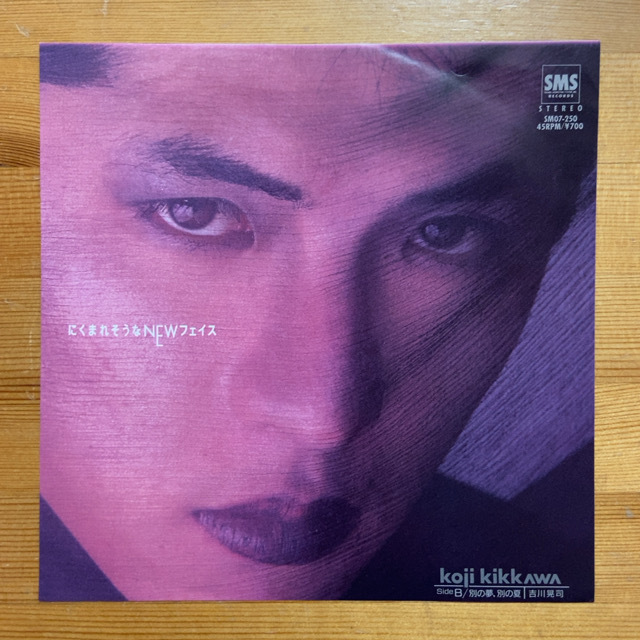 SMS
RECORDS
STEREO
SM07-250
45RPM/¥700
にくまれそうなNEWフェイス
koji kikkAWA
Side B/別の夢、別の夏│吉川晃司